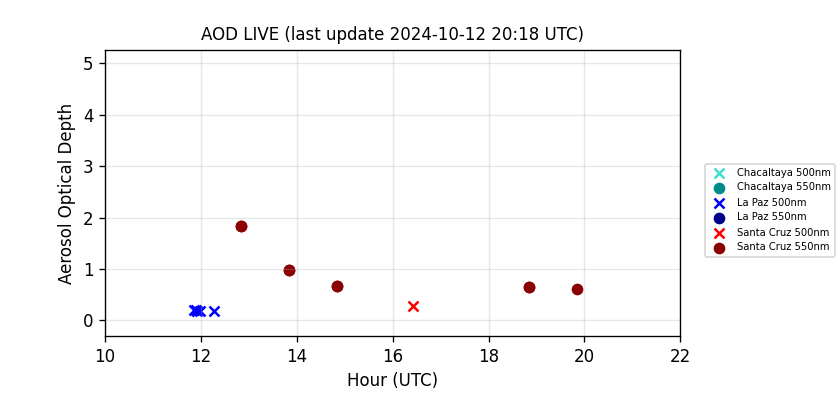 AOD LIVE (last update 2024-10-12 20:18 UTC)
5
4
3
2
1
0
Aerosol Optical Depth
10 12 14 16 18 20 22
Hour (UTC)
Chacaltaya 500nm
Chacaltaya 550nm
La Paz 500nm
La Paz 550nm
Santa Cruz 500nm
Santa Cruz 550nm